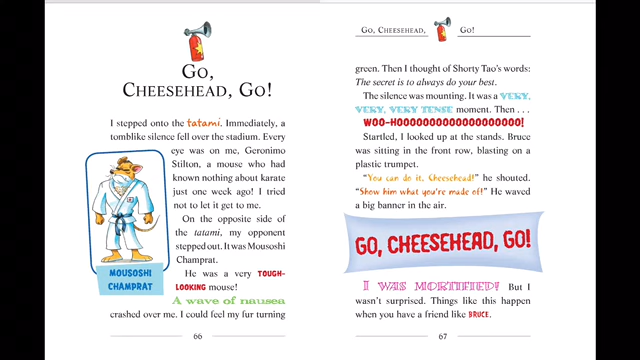 GO,
CHEESEHEAD, GO!
I stepped onto the tatami. Immediately, a
tomblike silence fell over the stadium. Every
eye was on me, Geronimo
Stilton, a mouse who had
known nothing about karate
just one week ago! I tried
not to let it get to me.
On the opposite side of
the tatami, my opponent
stepped out. It was Mousoshi
Champrat.
He was a very TOUGH-
LOOKING mouse!
A wave of nausea
crashed over me. I could feel my fur turning
MOUSOSHI
CHAMPRAT
66
GO, CHEESEHEAD, GO!
green. Then I thought of Shorty Tao's words:
The secret is to always do your best.
The silence was mounting. It was a VERY,
VERY, VERY TENSE moment. Then . . .
WOO-HOOOOOOOOOOOOOOOOOO!
Startled, I looked up at the stands. Bruce
was sitting in the front row, blasting on a
plastic trumpet.
"You can do it, Cheesehead!" he shouted.
"Show him what you're made of!" He waved
a big banner in the air.
GO, CHEESEHEAD, GO!
I WAS MORTIFIED! But I
wasn't surprised. Things like this happen
when you have a friend like BRUCE.
67